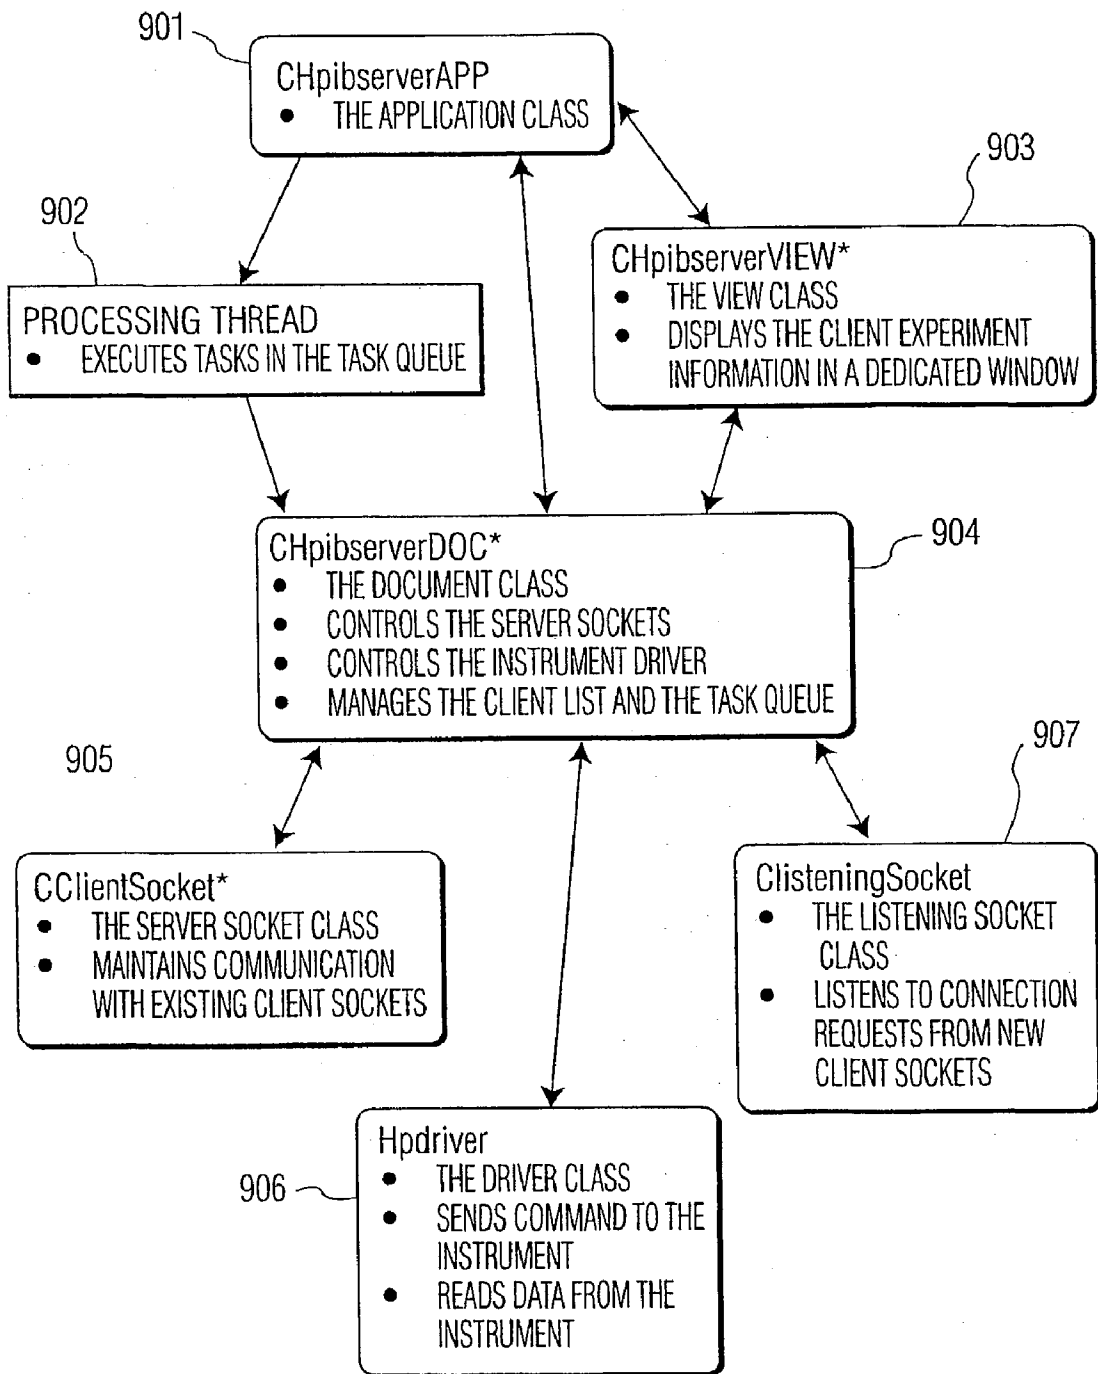 901
CHpibserverAPP
• THE APPLICATION CLASS
903
902
CHpibserverVIEW*
• THE VIEW CLASS
• DISPLAYS THE CLIENT EXPERIMENT
INFORMATION IN A DEDICATED WINDOW
PROCESSING THREAD
• EXECUTES TASKS IN THE TASK QUEUE
904
CHpibserverDOC*
• THE DOCUMENT CLASS
• CONTROLS THE SERVER SOCKETS
• CONTROLS THE INSTRUMENT DRIVER
• MANAGES THE CLIENT LIST AND THE TASK QUEUE
905
907
CClientSocket*
• THE SERVER SOCKET CLASS
• MAINTAINS COMMUNICATION
WITH EXISTING CLIENT SOCKETS
ClisteningSocket
• THE LISTENING SOCKET
CLASS
• LISTENS TO CONNECTION
REQUESTS FROM NEW
CLIENT SOCKETS
906
Hpdriver
• THE DRIVER CLASS
• SENDS COMMAND TO THE
INSTRUMENT
• READS DATA FROM THE
INSTRUMENT